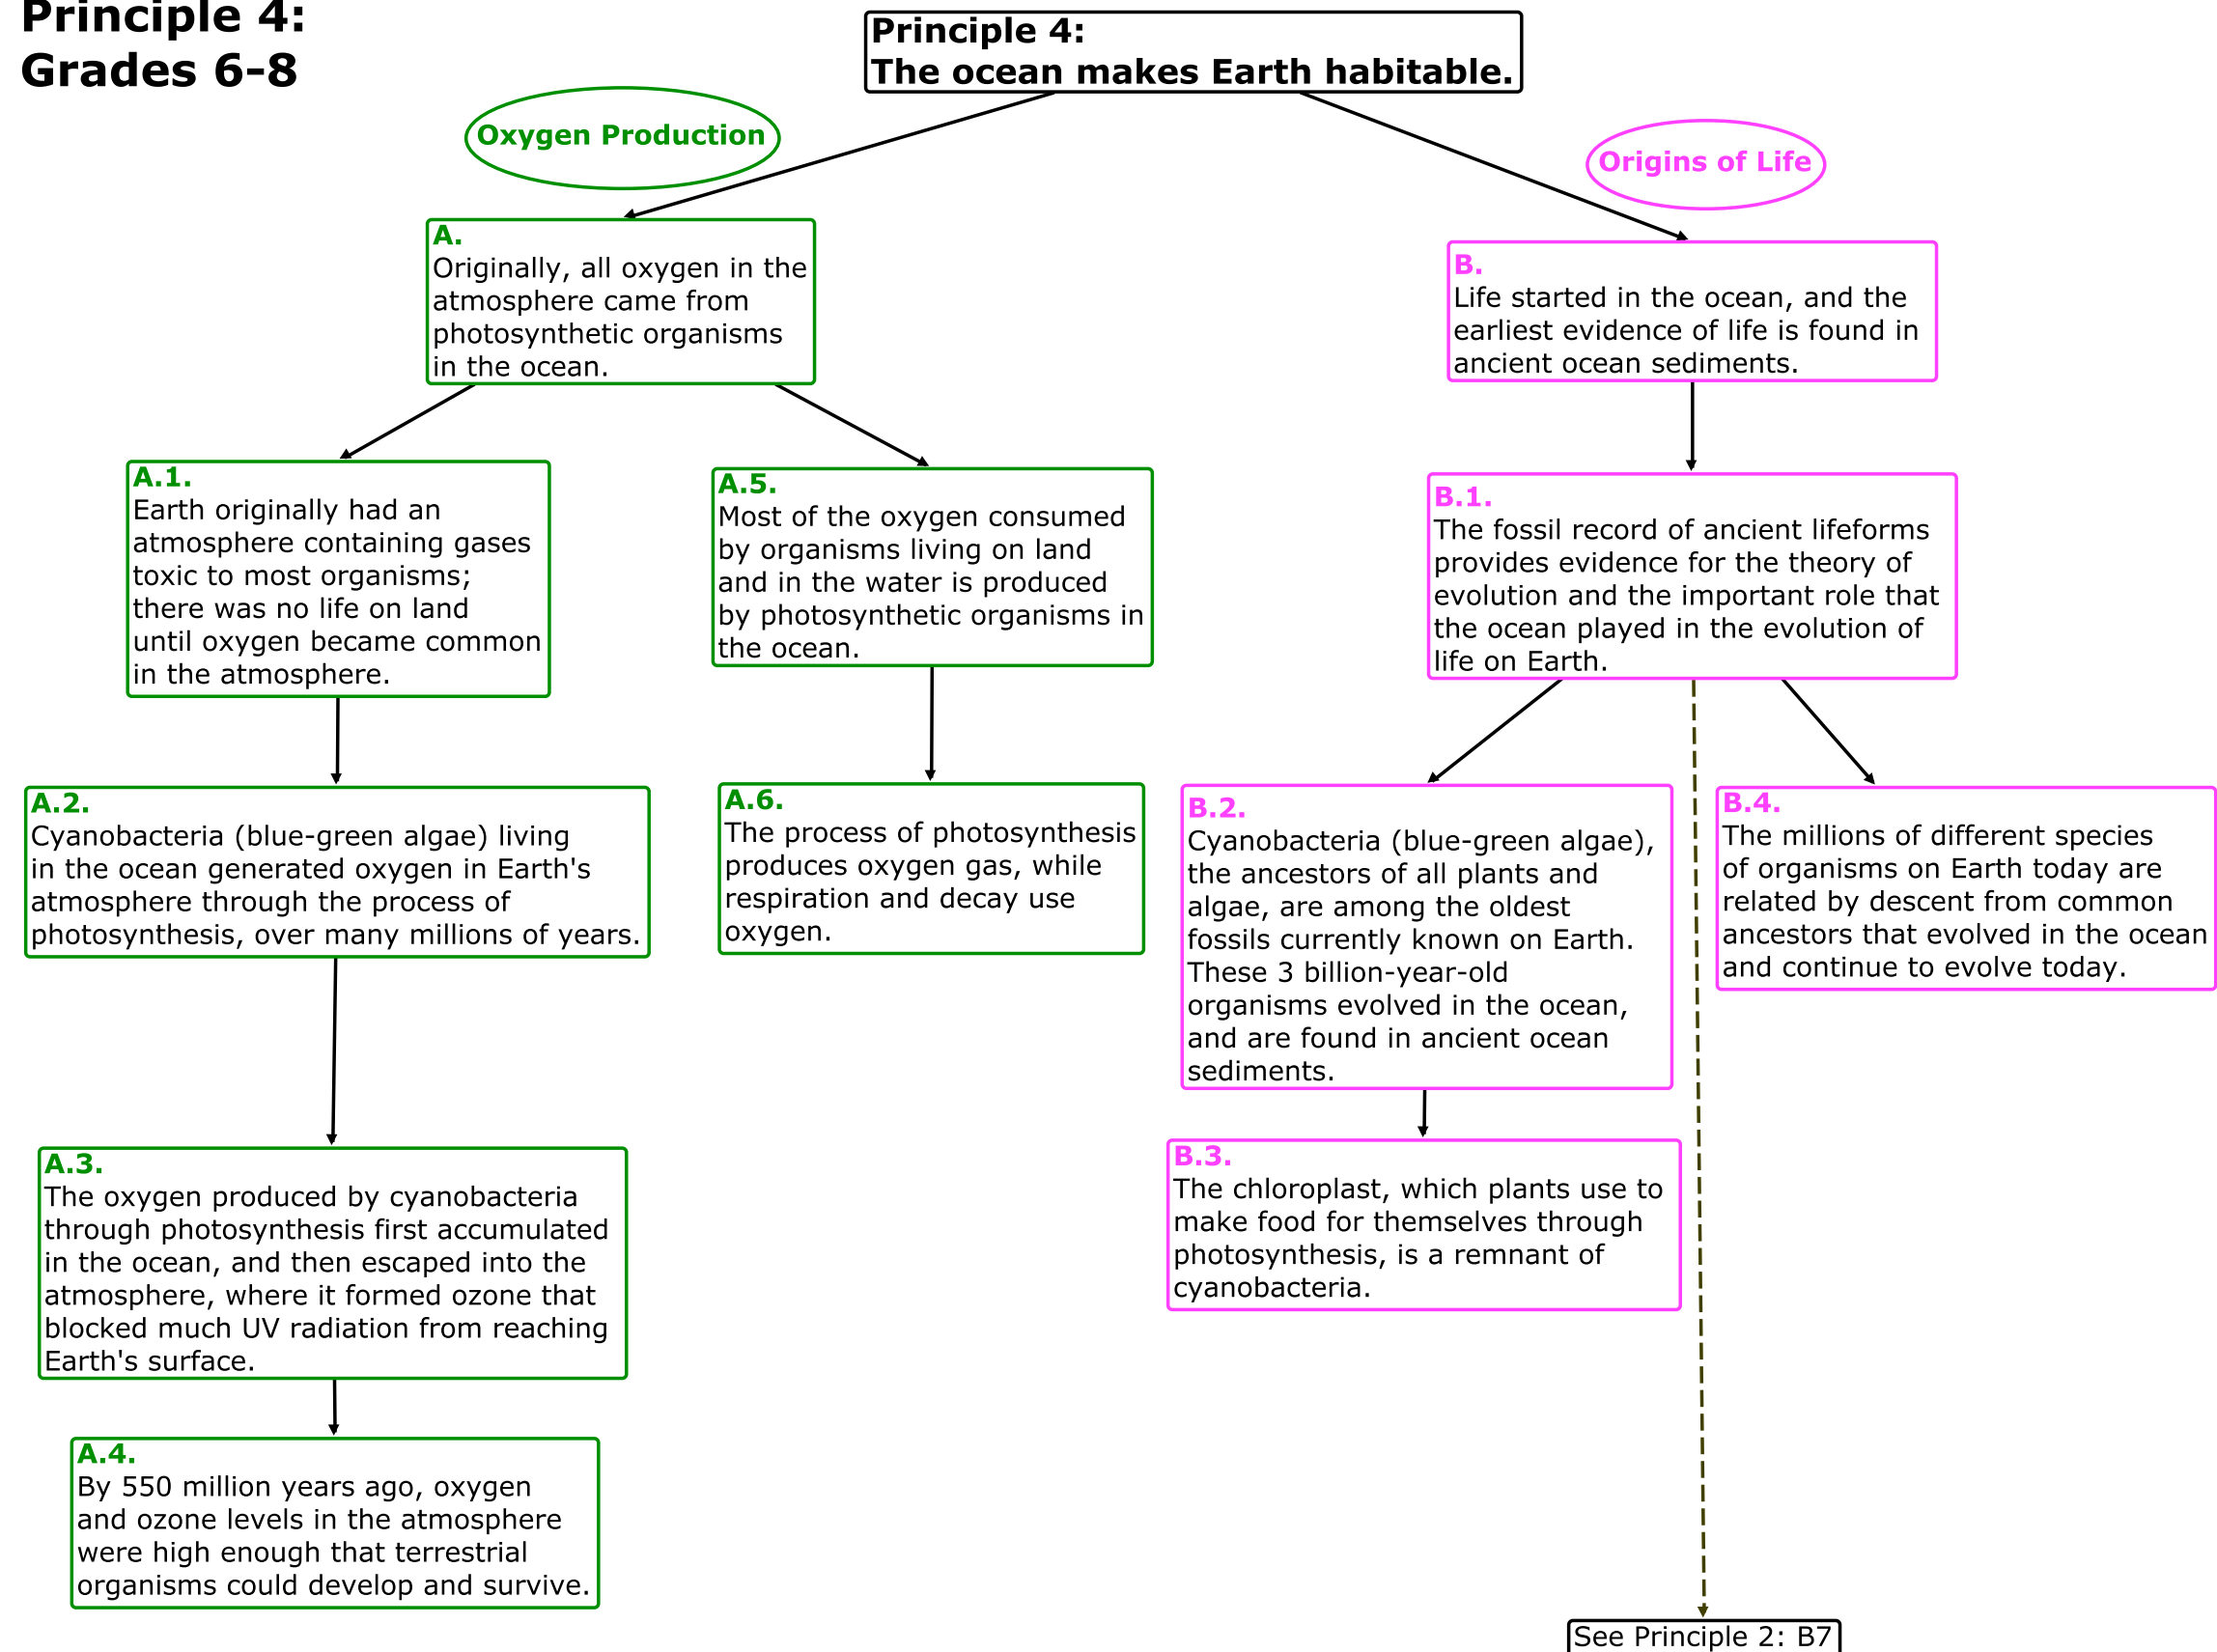 Principle 4:
Grades 6-8
Principle 4:
The ocean makes Earth habitable.
Oxygen Production
Origins of Life
A.
Originally, all oxygen in the
atmosphere came from
photosynthetic organisms
in the ocean.
B.
Life started in the ocean, and the
earliest evidence of life is found in
ancient ocean sediments.
A.1.
Earth originally had an
atmosphere containing gases
toxic to most organisms;
there was no life on land
until oxygen became common
in the atmosphere.
A.5.
Most of the oxygen consumed
by organisms living on land
and in the water is produced
by photosynthetic organisms in
the ocean.
B.1.
The fossil record of ancient lifeforms
provides evidence for the theory of
evolution and the important role that
the ocean played in the evolution of
life on Earth.
A.2.
Cyanobacteria (blue-green algae) living
in the ocean generated oxygen in Earth's
atmosphere through the process of
photosynthesis, over many millions of years.
A.6.
The process of photosynthesis
produces oxygen gas, while
respiration and decay use
oxygen.
B.2.
Cyanobacteria (blue-green algae),
the ancestors of all plants and
algae, are among the oldest
fossils currently known on Earth.
These 3 billion-year-old
organisms evolved in the ocean,
and are found in ancient ocean
sediments.
B.4.
The millions of different species
of organisms on Earth today are
related by descent from common
ancestors that evolved in the ocean
and continue to evolve today.
A.3.
The oxygen produced by cyanobacteria
through photosynthesis first accumulated
in the ocean, and then escaped into the
atmosphere, where it formed ozone that
blocked much UV radiation from reaching
Earth's surface.
B.3.
The chloroplast, which plants use to
make food for themselves through
photosynthesis, is a remnant of
cyanobacteria.
A.4.
By 550 million years ago, oxygen
and ozone levels in the atmosphere
were high enough that terrestrial
organisms could develop and survive.
See Principle 2: B7